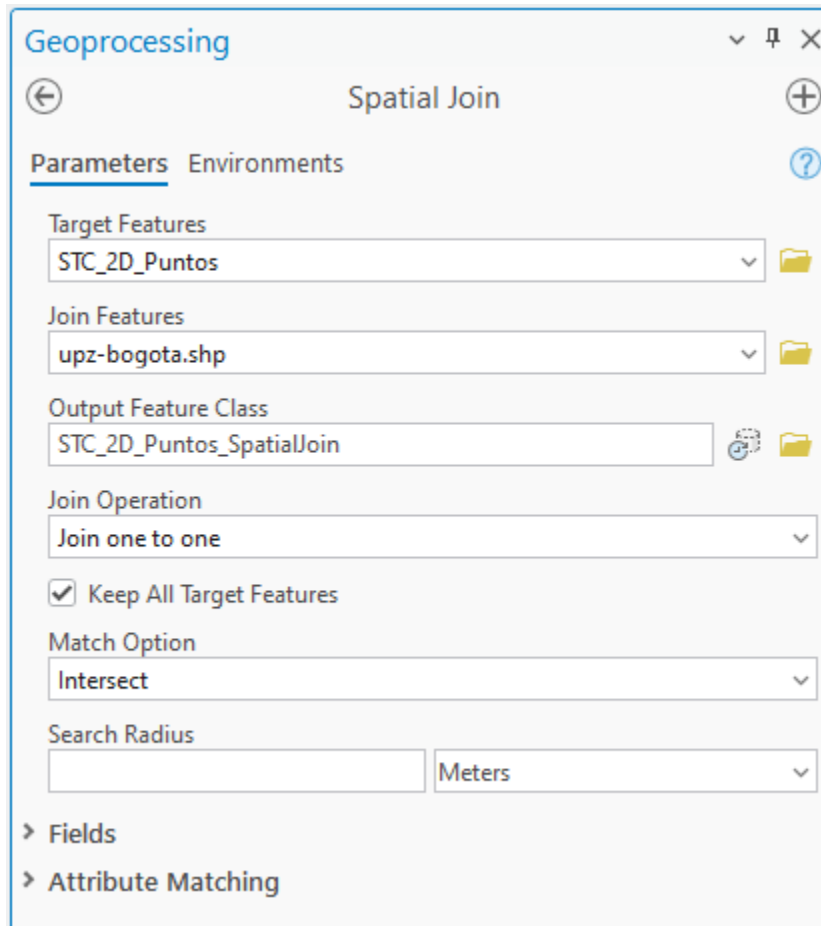 Geoprocessing
Spatial Join
Parameters Environments
Target Features
STC_2D_Puntos
Join Features
upz-bogota.shp
Output Feature Class
STC_2D_Puntos_SpatialJoin
Join Operation
Join one to one
Keep All Target Features
Match Option
Intersect
Search Radius
Meters
Fields
Attribute Matching